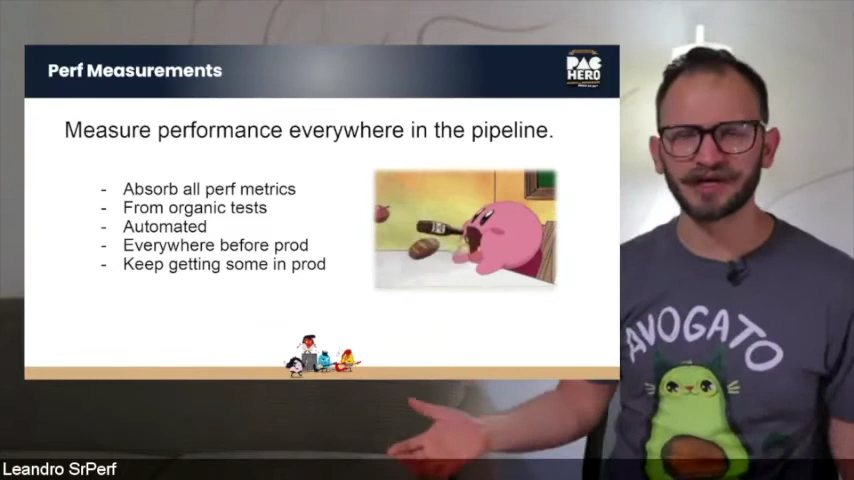 Perf Measurements
PAC
HERO
Measure performance everywhere in the pipeline.
- Absorb all perf metrics
- From organic tests
- Automated
- Everywhere before prod
- Keep getting some in prod
AVOGATO
Leandro SrPerf